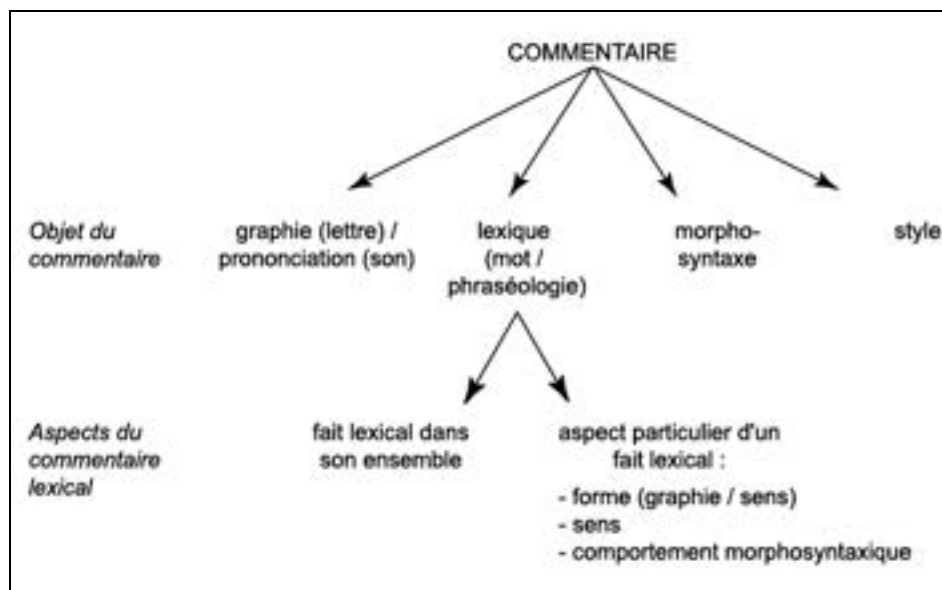 COMMENTAIRE
Objet du
commentaire
graphie (lettre) /
prononciation (son)
lexique
(mot /
phraséologie)
morpho-
syntaxe
style
Aspects du
commentaire
lexical
fait lexical dans
son ensemble
aspect particulier d'un
fait lexical :
- forme (graphie / sens)
- sens
- comportement morphosyntaxique